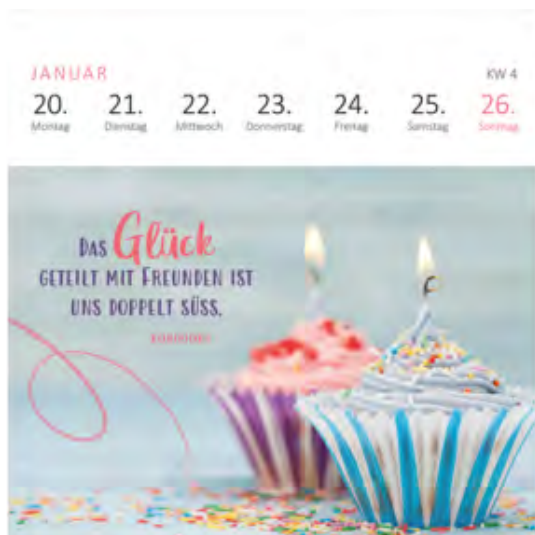 JANUAR
KW 4
20. 21. 22. 23. 24. 25. 26.
Montag Dienstag Mittwoch Donnerstag Freitag Samstag Sonntag
DAS Glück
GETEILT MIT FREUNDEN IST
UNS DOPPELT SÜSS.